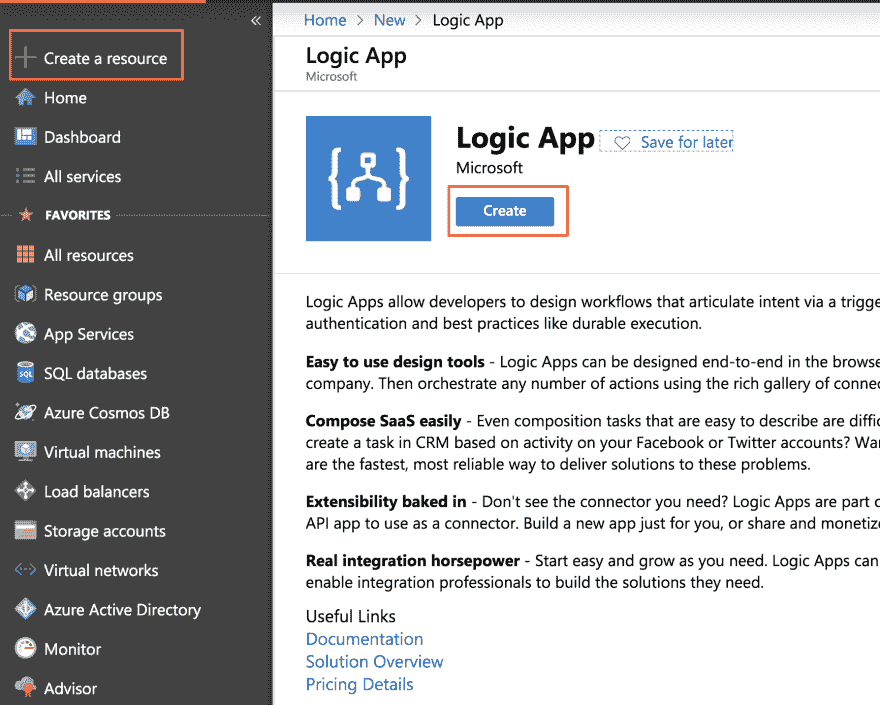 «
Create a resource
Home
Dashboard
All services
FAVORITES
All resources
Resource groups
App Services
SQL
SQL databases
Azure Cosmos DB
Virtual machines
Load balancers
Storage accounts
Virtual networks
Azure Active Directory
Monitor
Advisor
Home > New > Logic App
Logic App
Microsoft
Logic App
Save for later
Microsoft
Create
Logic Apps allow developers to design workflows that articulate intent via a trigge
authentication and best practices like durable execution.
Easy to use design tools - Logic Apps can be designed end-to-end in the browse
company. Then orchestrate any number of actions using the rich gallery of connec
Compose SaaS easily - Even composition tasks that are easy to describe are diffic
create a task in CRM based on activity on your Facebook or Twitter accounts? Wan
are the fastest, most reliable way to deliver solutions to these problems.
Extensibility baked in - Don't see the connector you need? Logic Apps are part o
API app to use as a connector. Build a new app just for you, or share and monetize
Real integration horsepower - Start easy and grow as you need. Logic Apps can
enable integration professionals to build the solutions they need.
Useful Links
Documentation
Solution Overview
Pricing Details